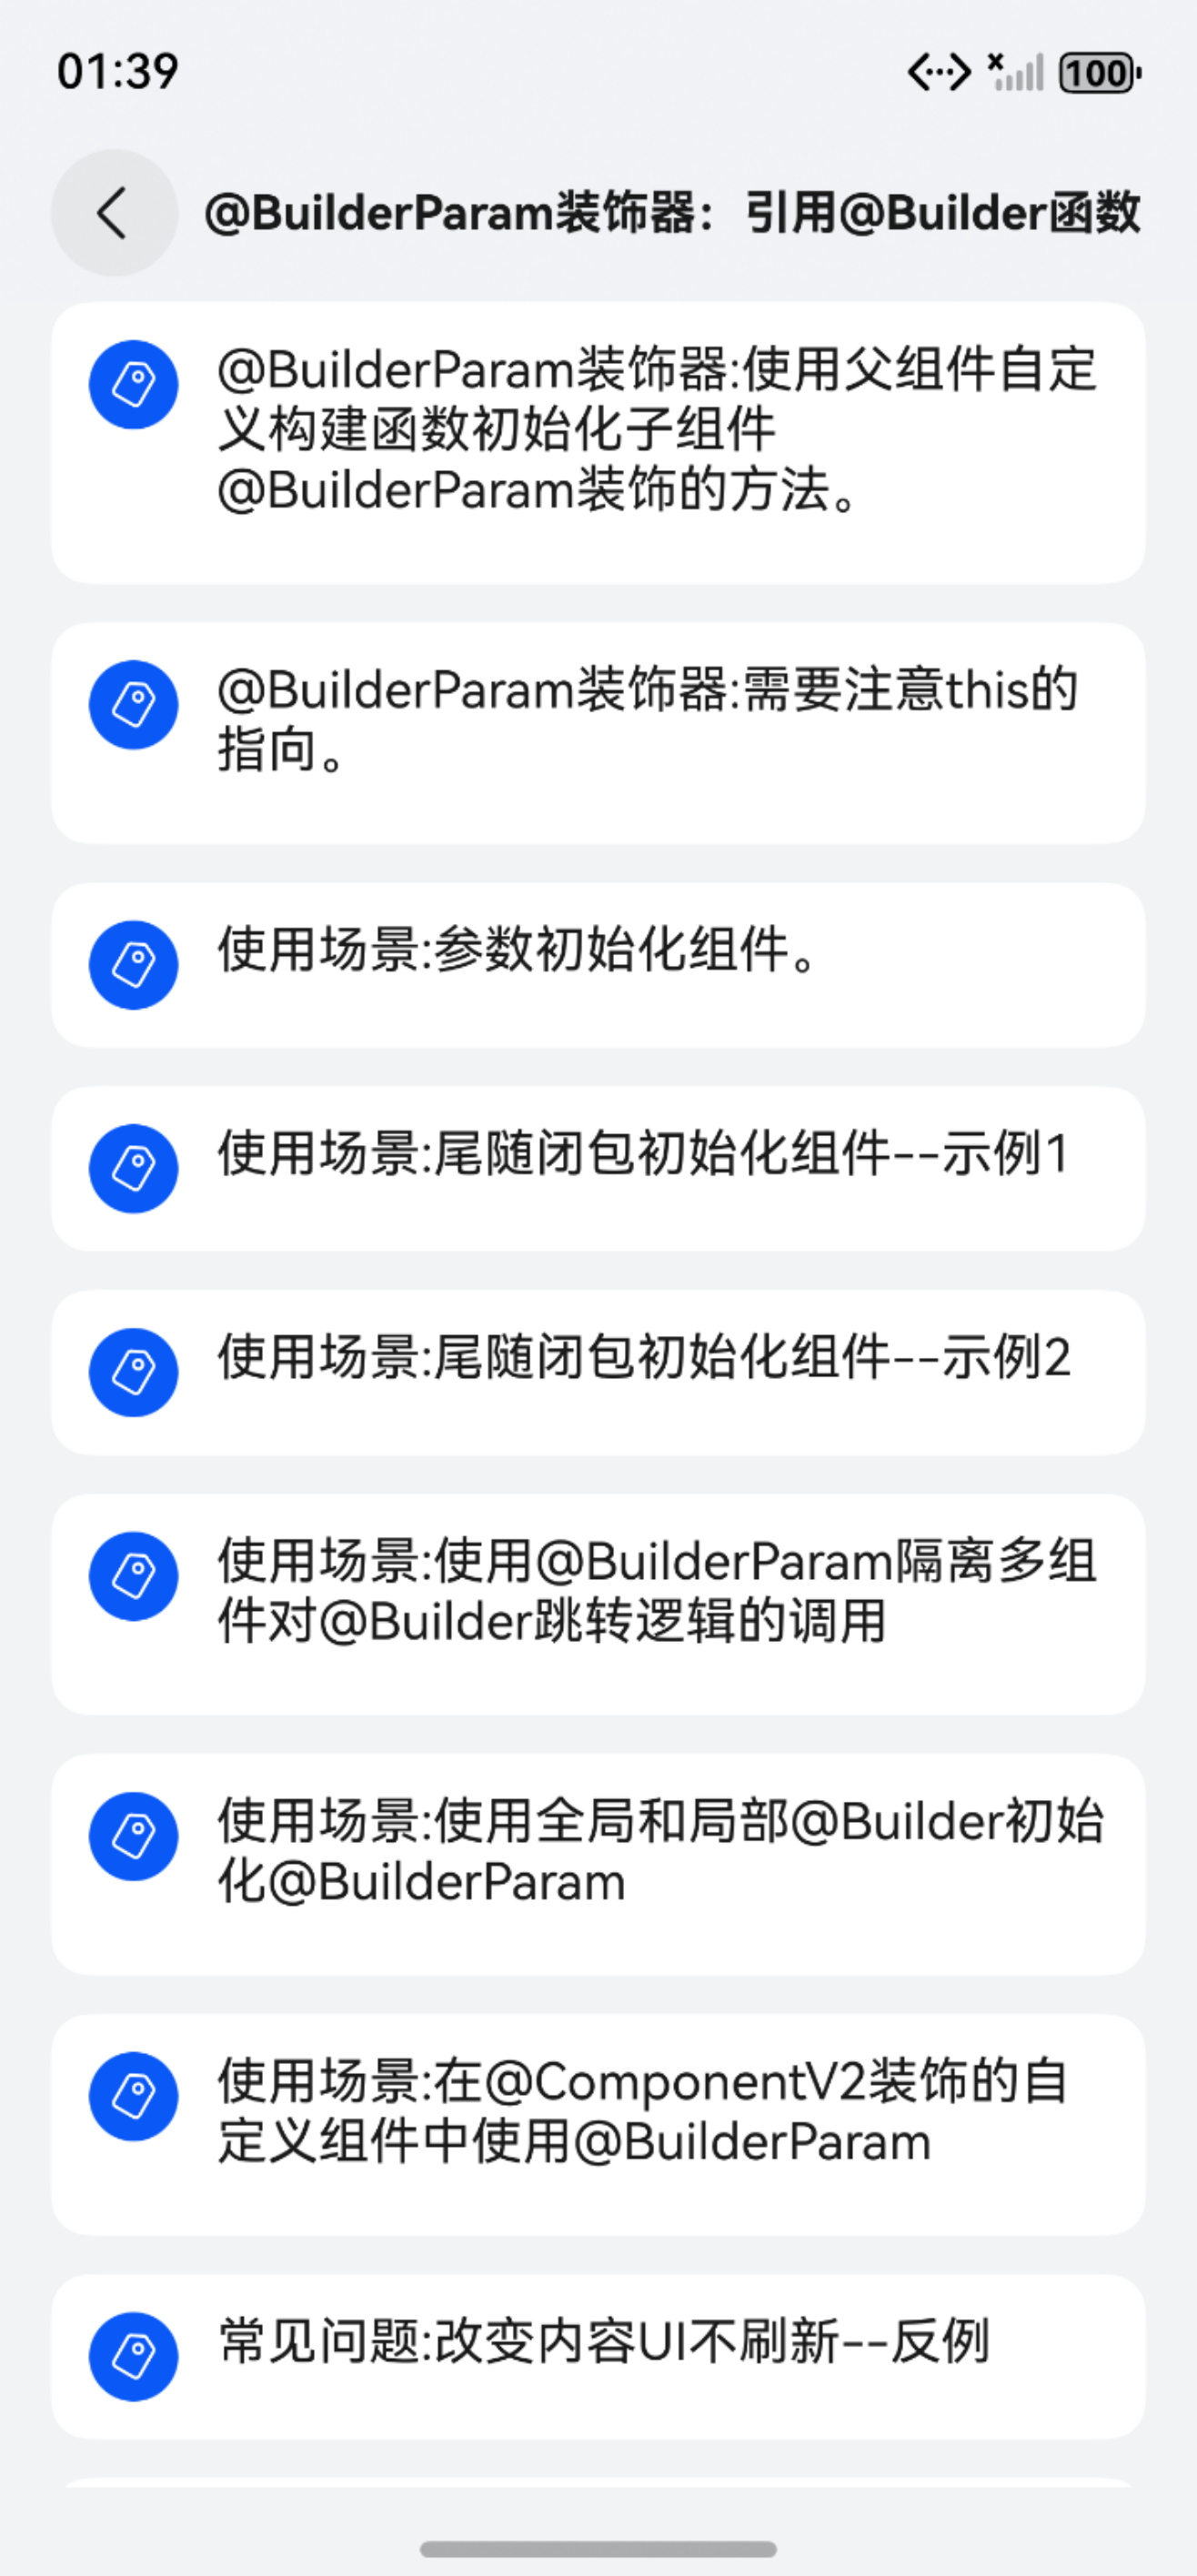 01:39
100
@BuilderParam装饰器：引用@Builder函数
@BuilderParam装饰器:使用父组件自定
义构建函数初始化子组件
@BuilderParam装饰的方法。
@BuilderParam装饰器:需要注意this的
指向。
使用场景:参数初始化组件。
使用场景:尾随闭包初始化组件--示例1
使用场景:尾随闭包初始化组件--示例2
使用场景:使用@BuilderParam隔离多组
件对@Builder跳转逻辑的调用
使用场景:使用全局和局部@Builder初始
化@BuilderParam
使用场景:在@ComponentV2装饰的自
定义组件中使用@BuilderParam
常见问题:改变内容UI不刷新--反例